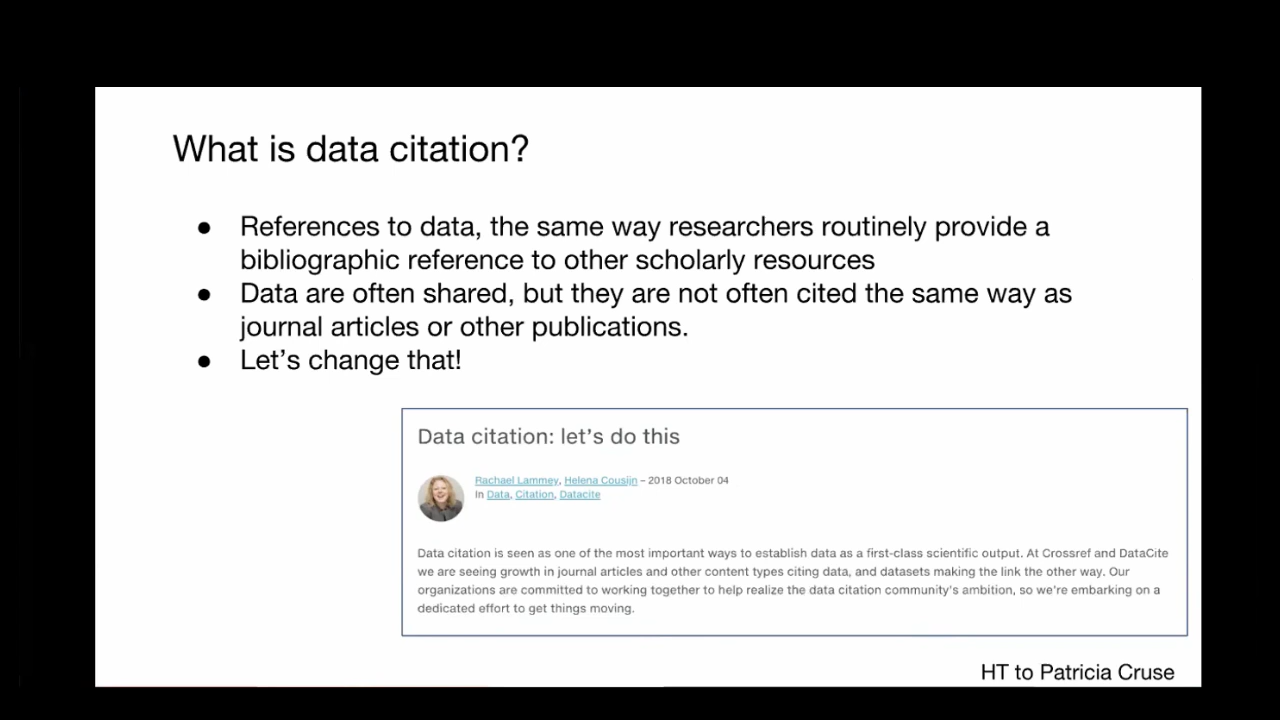 What is data citation?
● References to data, the same way researchers routinely provide a
bibliographic reference to other scholarly resources
● Data are often shared, but they are not often cited the same way as
journal articles or other publications.
● Let’s change that!
Data citation: let’s do this
Rachael Lammey, Helena Cousijn – 2018 October 04
In Data, Citation, Datacite
Data citation is seen as one of the most important ways to establish data as a first-class scientific output. At Crossref and DataCite
we are seeing growth in journal articles and other content types citing data, and datasets making the link the other way. Our
organizations are committed to working together to help realize the data citation community’s ambition, so we’re embarking on a
dedicated effort to get things moving.
HT to Patricia Cruse